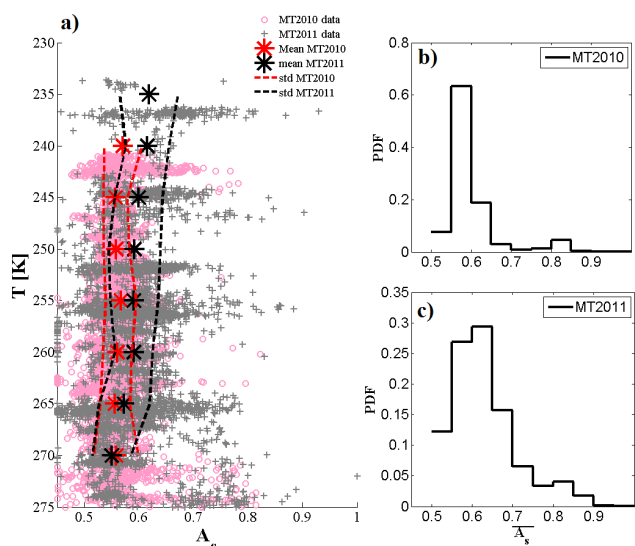 a)
MT2010 data
MT2011 data
Mean MT2010
mean MT2011
std MT2010
std MT2011
230
235
240
245
250
255
260
265
270
275
T [K]
0.5
0.6
0.7
0.8
0.9
1
A_s
b)
MT2010
0.8
0.6
0.4
0.2
0
PDF
0.5
0.6
0.7
0.8
0.9
c)
MT2011
0.35
0.3
0.25
0.2
0.15
0.1
0.05
0
PDF
0.5
0.6
0.7
0.8
0.9
A_s